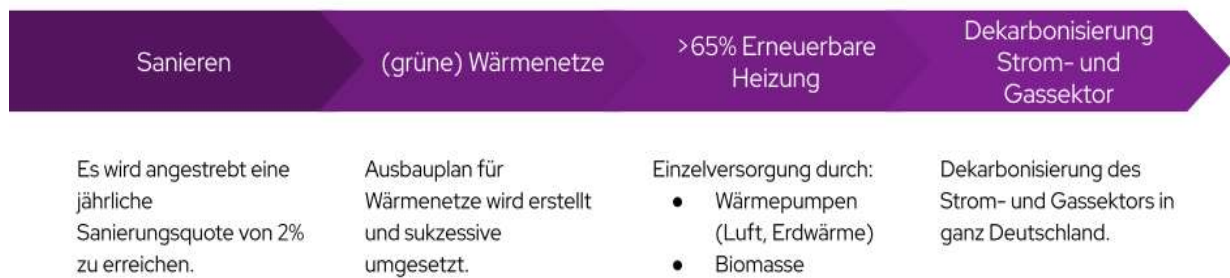 Sanieren
(grüne) Wärmenetze
>65% Erneuerbare
Heizung
Dekarbonisierung
Strom- und
Gassektor
Es wird angestrebt eine
jährliche
Sanierungsquote von 2%
zu erreichen.
Ausbauplan für
Wärmenetze wird erstellt
und sukzessive
umgesetzt.
Einzelversorgung durch:
● Wärmepumpen
(Luft, Erdwärme)
● Biomasse
Dekarbonisierung des
Strom- und Gassektors in
ganz Deutschland.